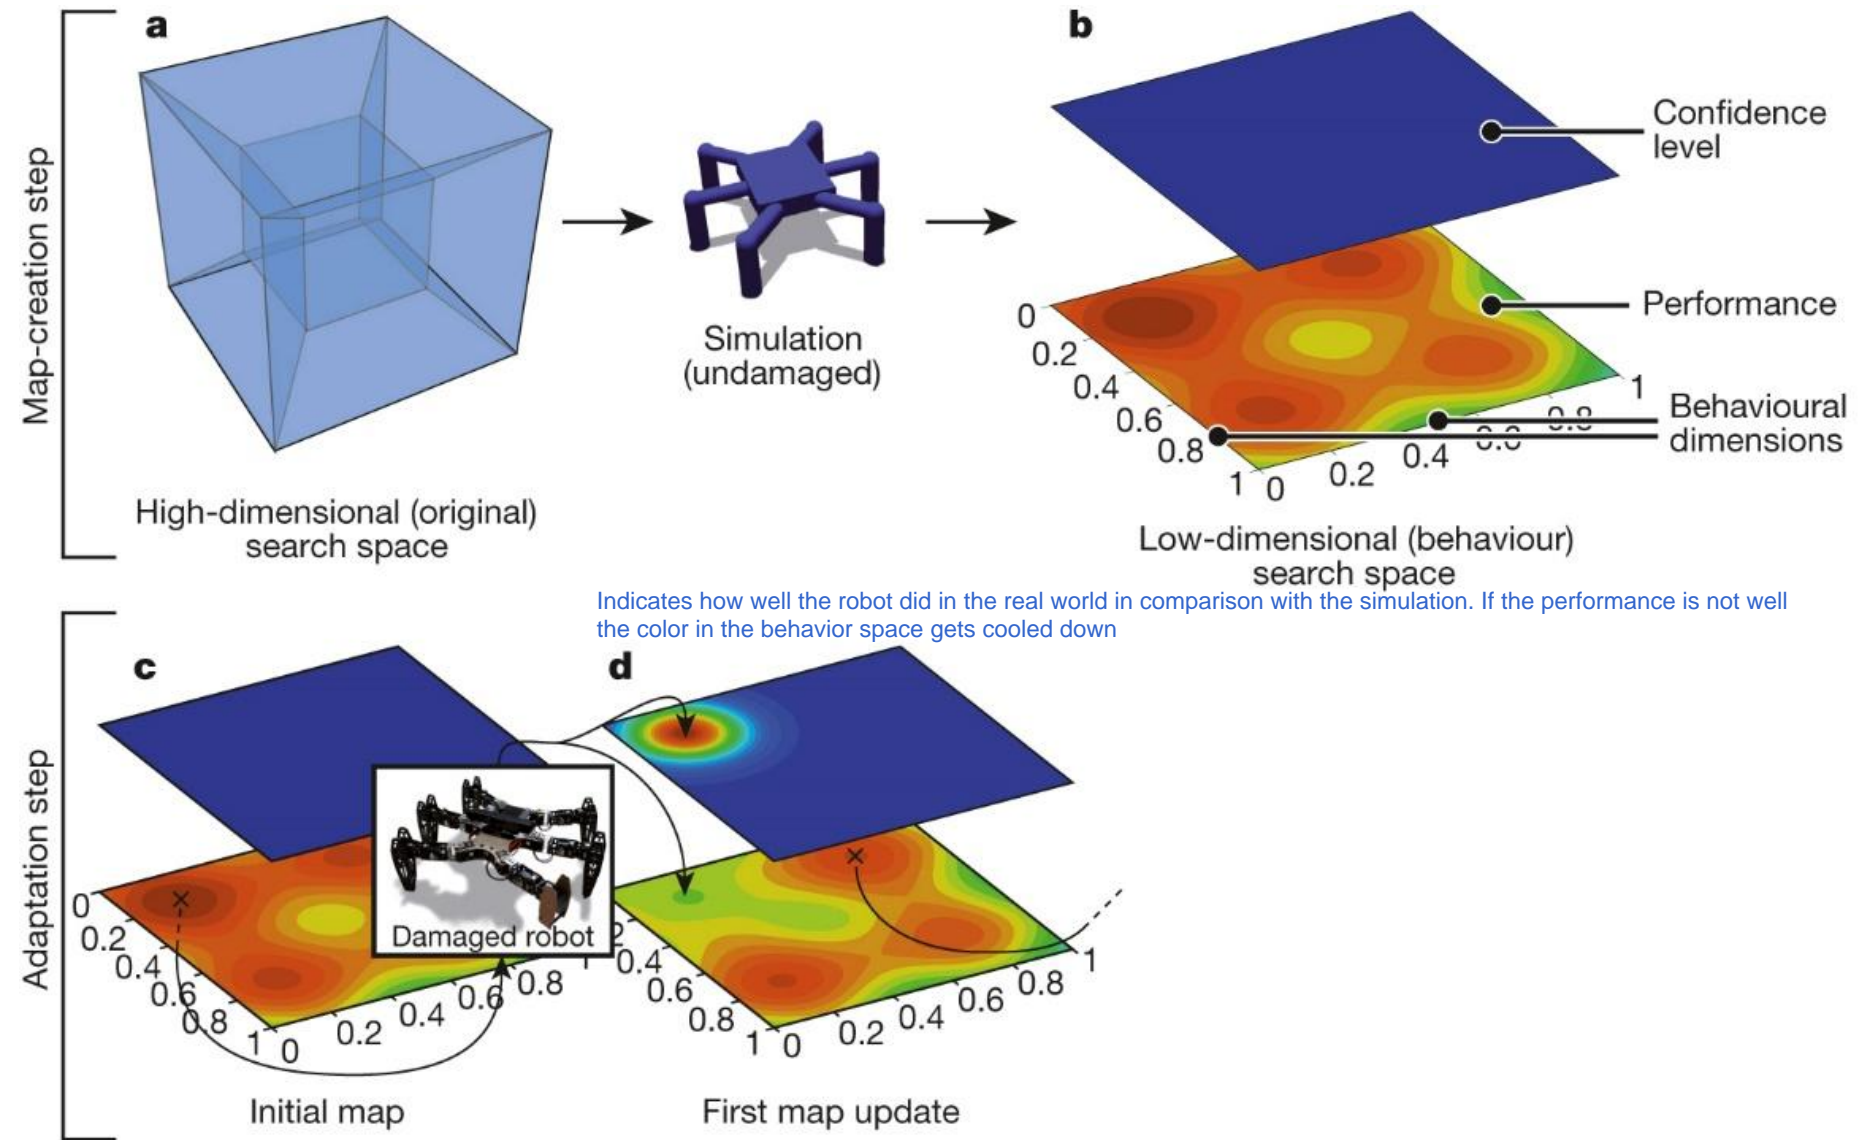 a
b
Map-creation step
Confidence
level
Simulation
(undamaged)
Performance
0
0.2
0.4
0.6
0.8
1
0
0.2
0.4
0.6
0.8
1
Behavioural
dimensions
High-dimensional (original)
search space
Low-dimensional (behaviour)
search space
Indicates how well the robot did in the real world in comparison with the simulation. If the performance is not well
the color in the behavior space gets cooled down
c
d
Adaptation step
Damaged robot
0
0.2
0.4
0.6
0.8
1
0
0.2
0.4
0.6
0.8
0.4
0.6
0.8
1
0
0.2
0.4
0.6
0.8
1
Initial map
First map update